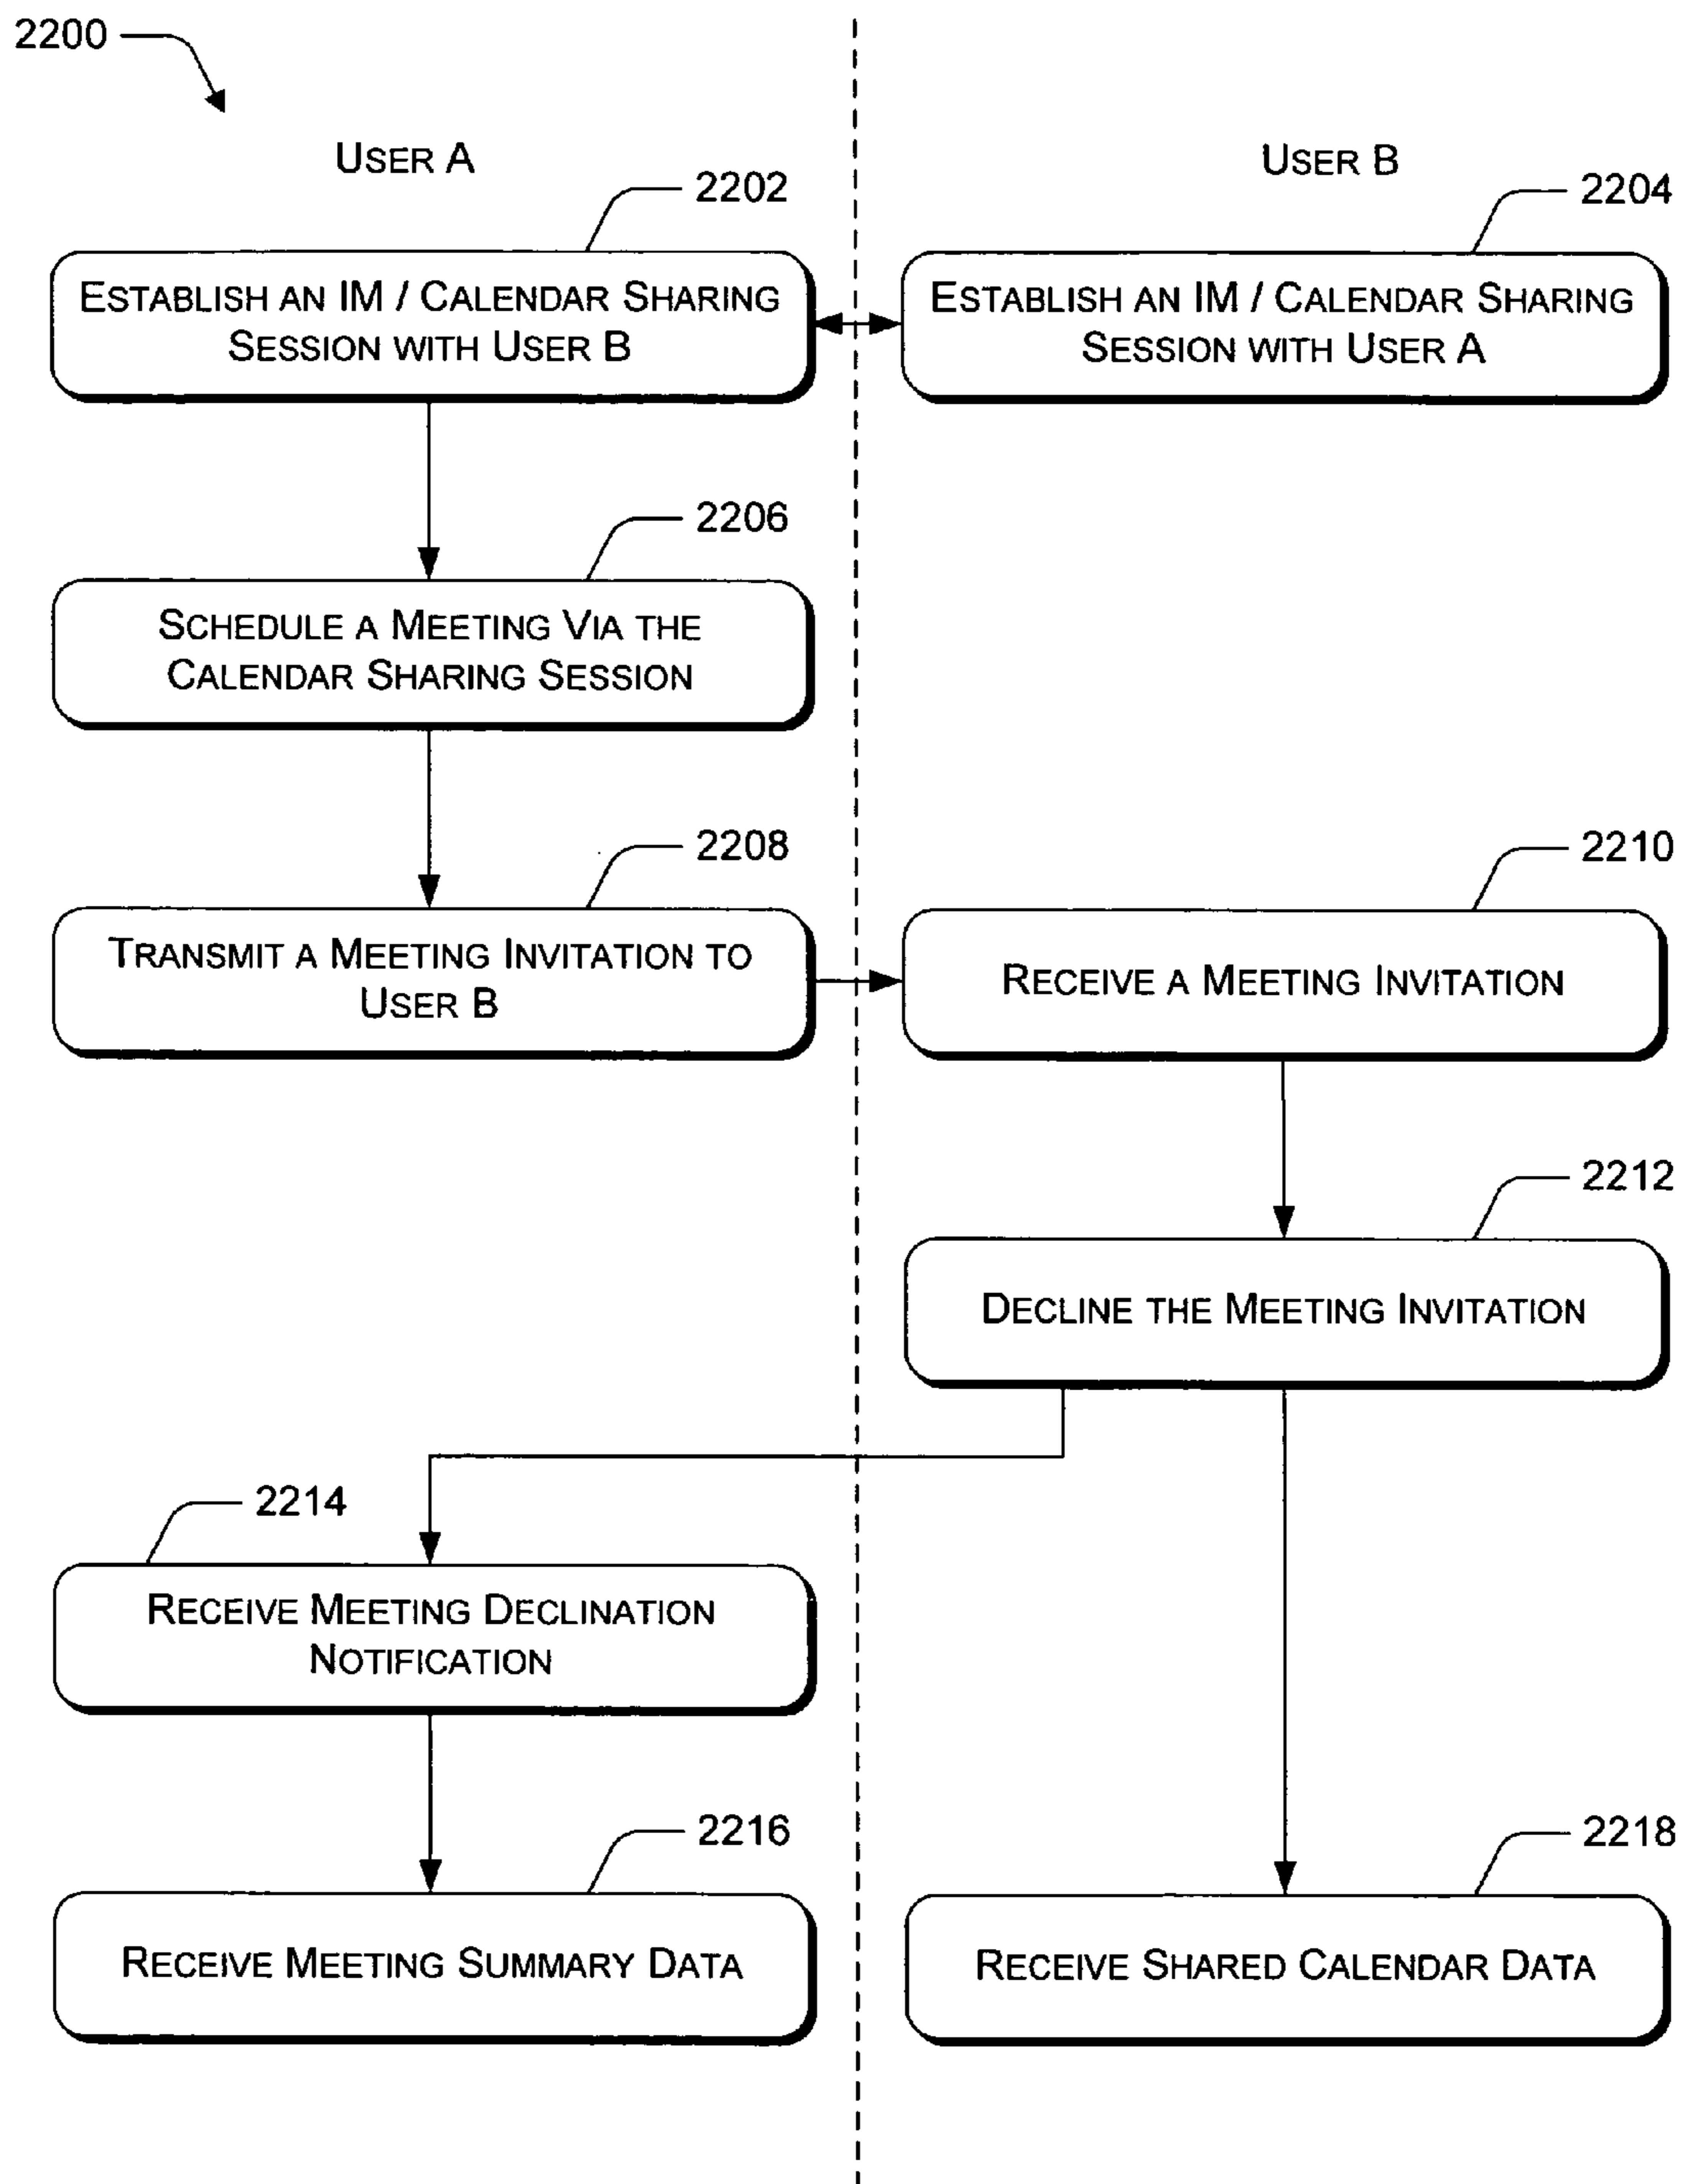 2200
USER A
USER B
2202
2204
ESTABLISH AN IM / CALENDAR SHARING
SESSION WITH USER B
ESTABLISH AN IM / CALENDAR SHARING
SESSION WITH USER A
2206
SCHEDULE A MEETING VIA THE
CALENDAR SHARING SESSION
2208
2210
TRANSMIT A MEETING INVITATION TO
USER B
RECEIVE A MEETING INVITATION
2212
DECLINE THE MEETING INVITATION
2214
RECEIVE MEETING DECLINATION
NOTIFICATION
2216
2218
RECEIVE MEETING SUMMARY DATA
RECEIVE SHARED CALENDAR DATA